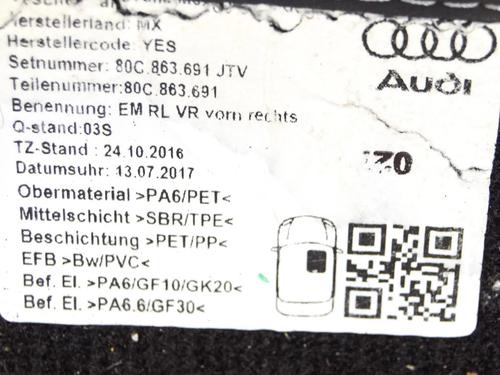 Herstellerland: MX
Herstellercode: YES
Setnummer: 80C.863.691 JTV
Teilenummer:80C.863.691
Benennung: EM RL VR vorn rechts
Q-stand:03S
TZ-Stand : 24.10.2016
Datumsuhr: 13.07.2017
Obermaterial >PA6/PET<
Mittelschicht >SBR/TPE<
Beschichtung >PET/PP<
EFB >Bw/PVC<
Bef. El. >PA6/GF10/GK20<
Bef. El. >PA6.6/GF30<
Audi